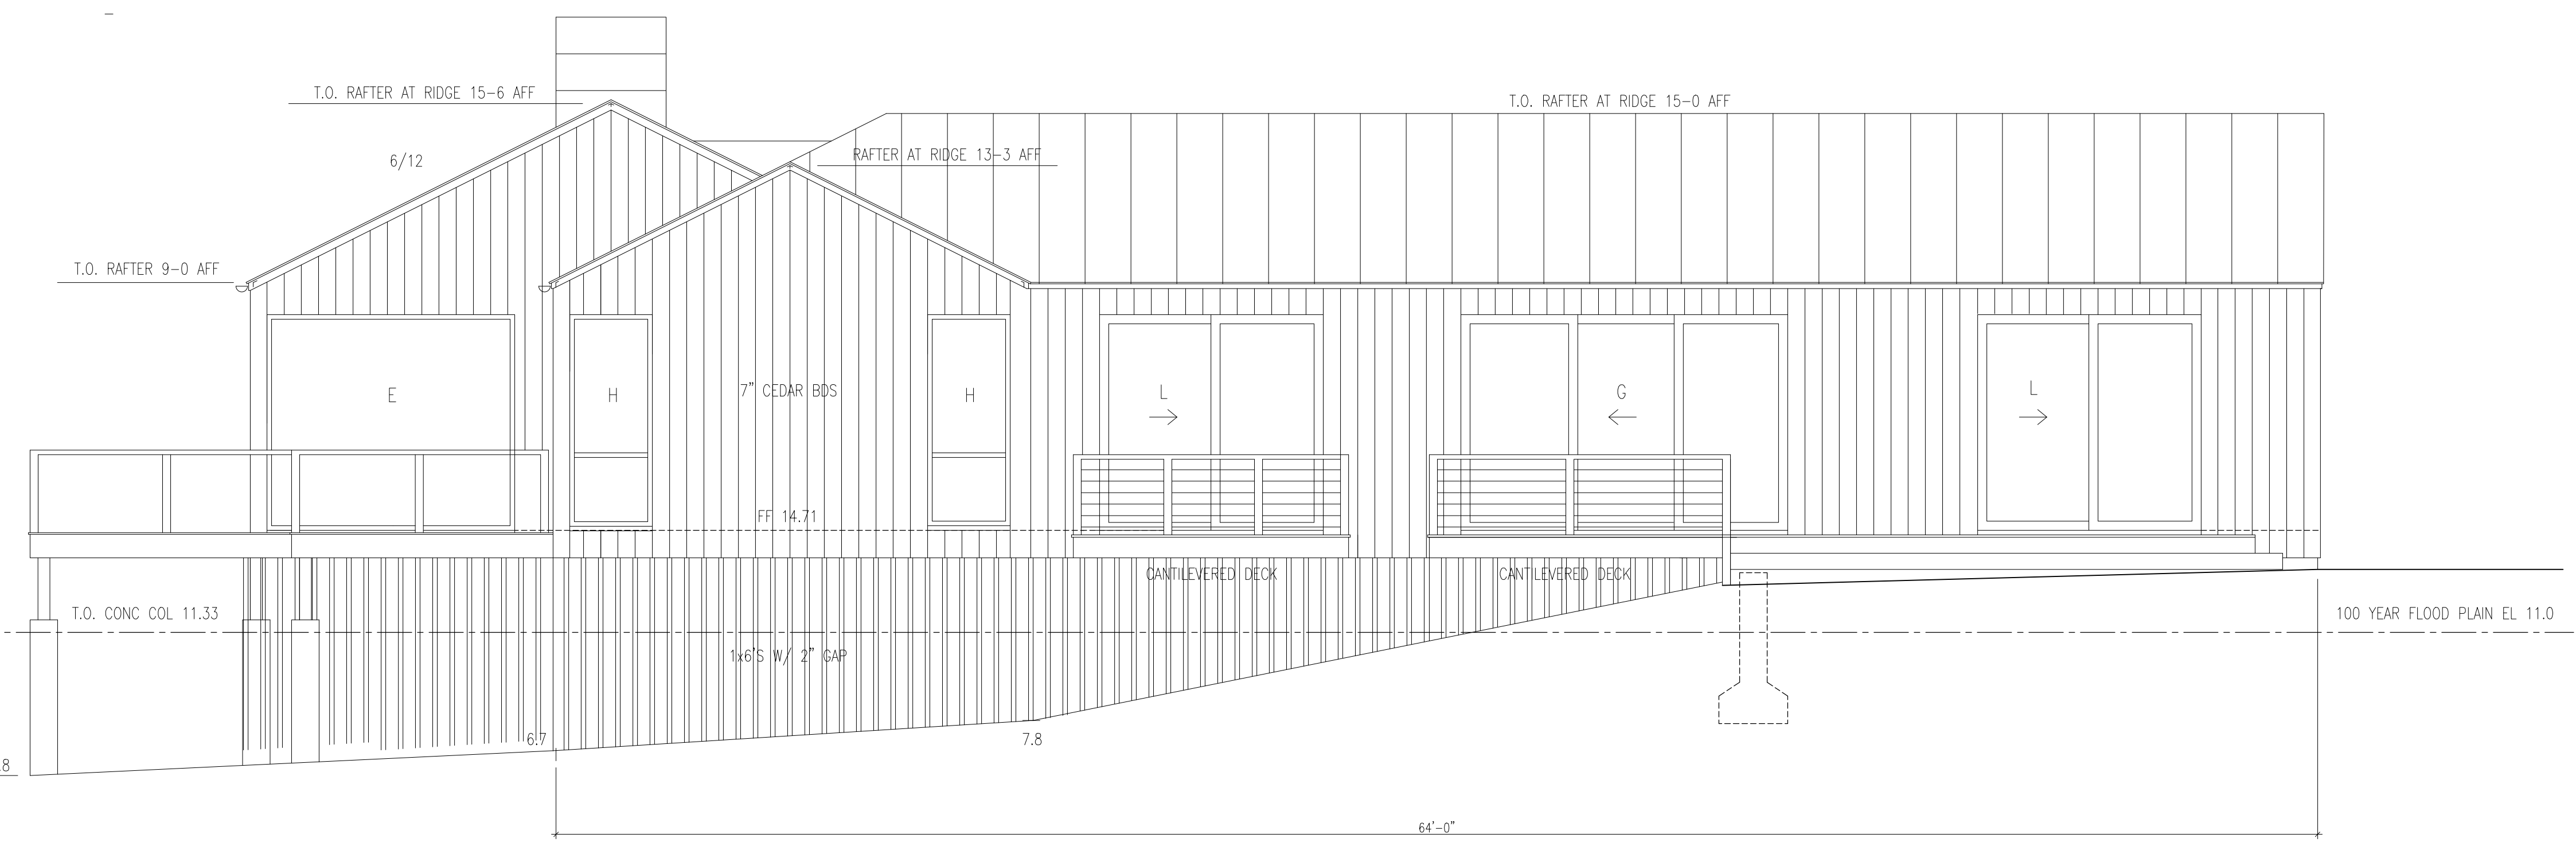 T.O. RAFTER AT RIDGE 15-6 AFF
T.O. RAFTER AT RIDGE 15-0 AFF
6/12
RAFTER AT RIDGE 13-3 AFF
T.O. RAFTER 9-0 AFF
E
H
7" CEDAR BDS
H
L
G
L
FF 14.71
CANTILEVERED DECK
CANTILEVERED DECK
T.O. CONC COL 11.33
100 YEAR FLOOD PLAIN EL 11.0
1x6'S W/ 2" GAP
6.7
7.8
.8
64'-0"